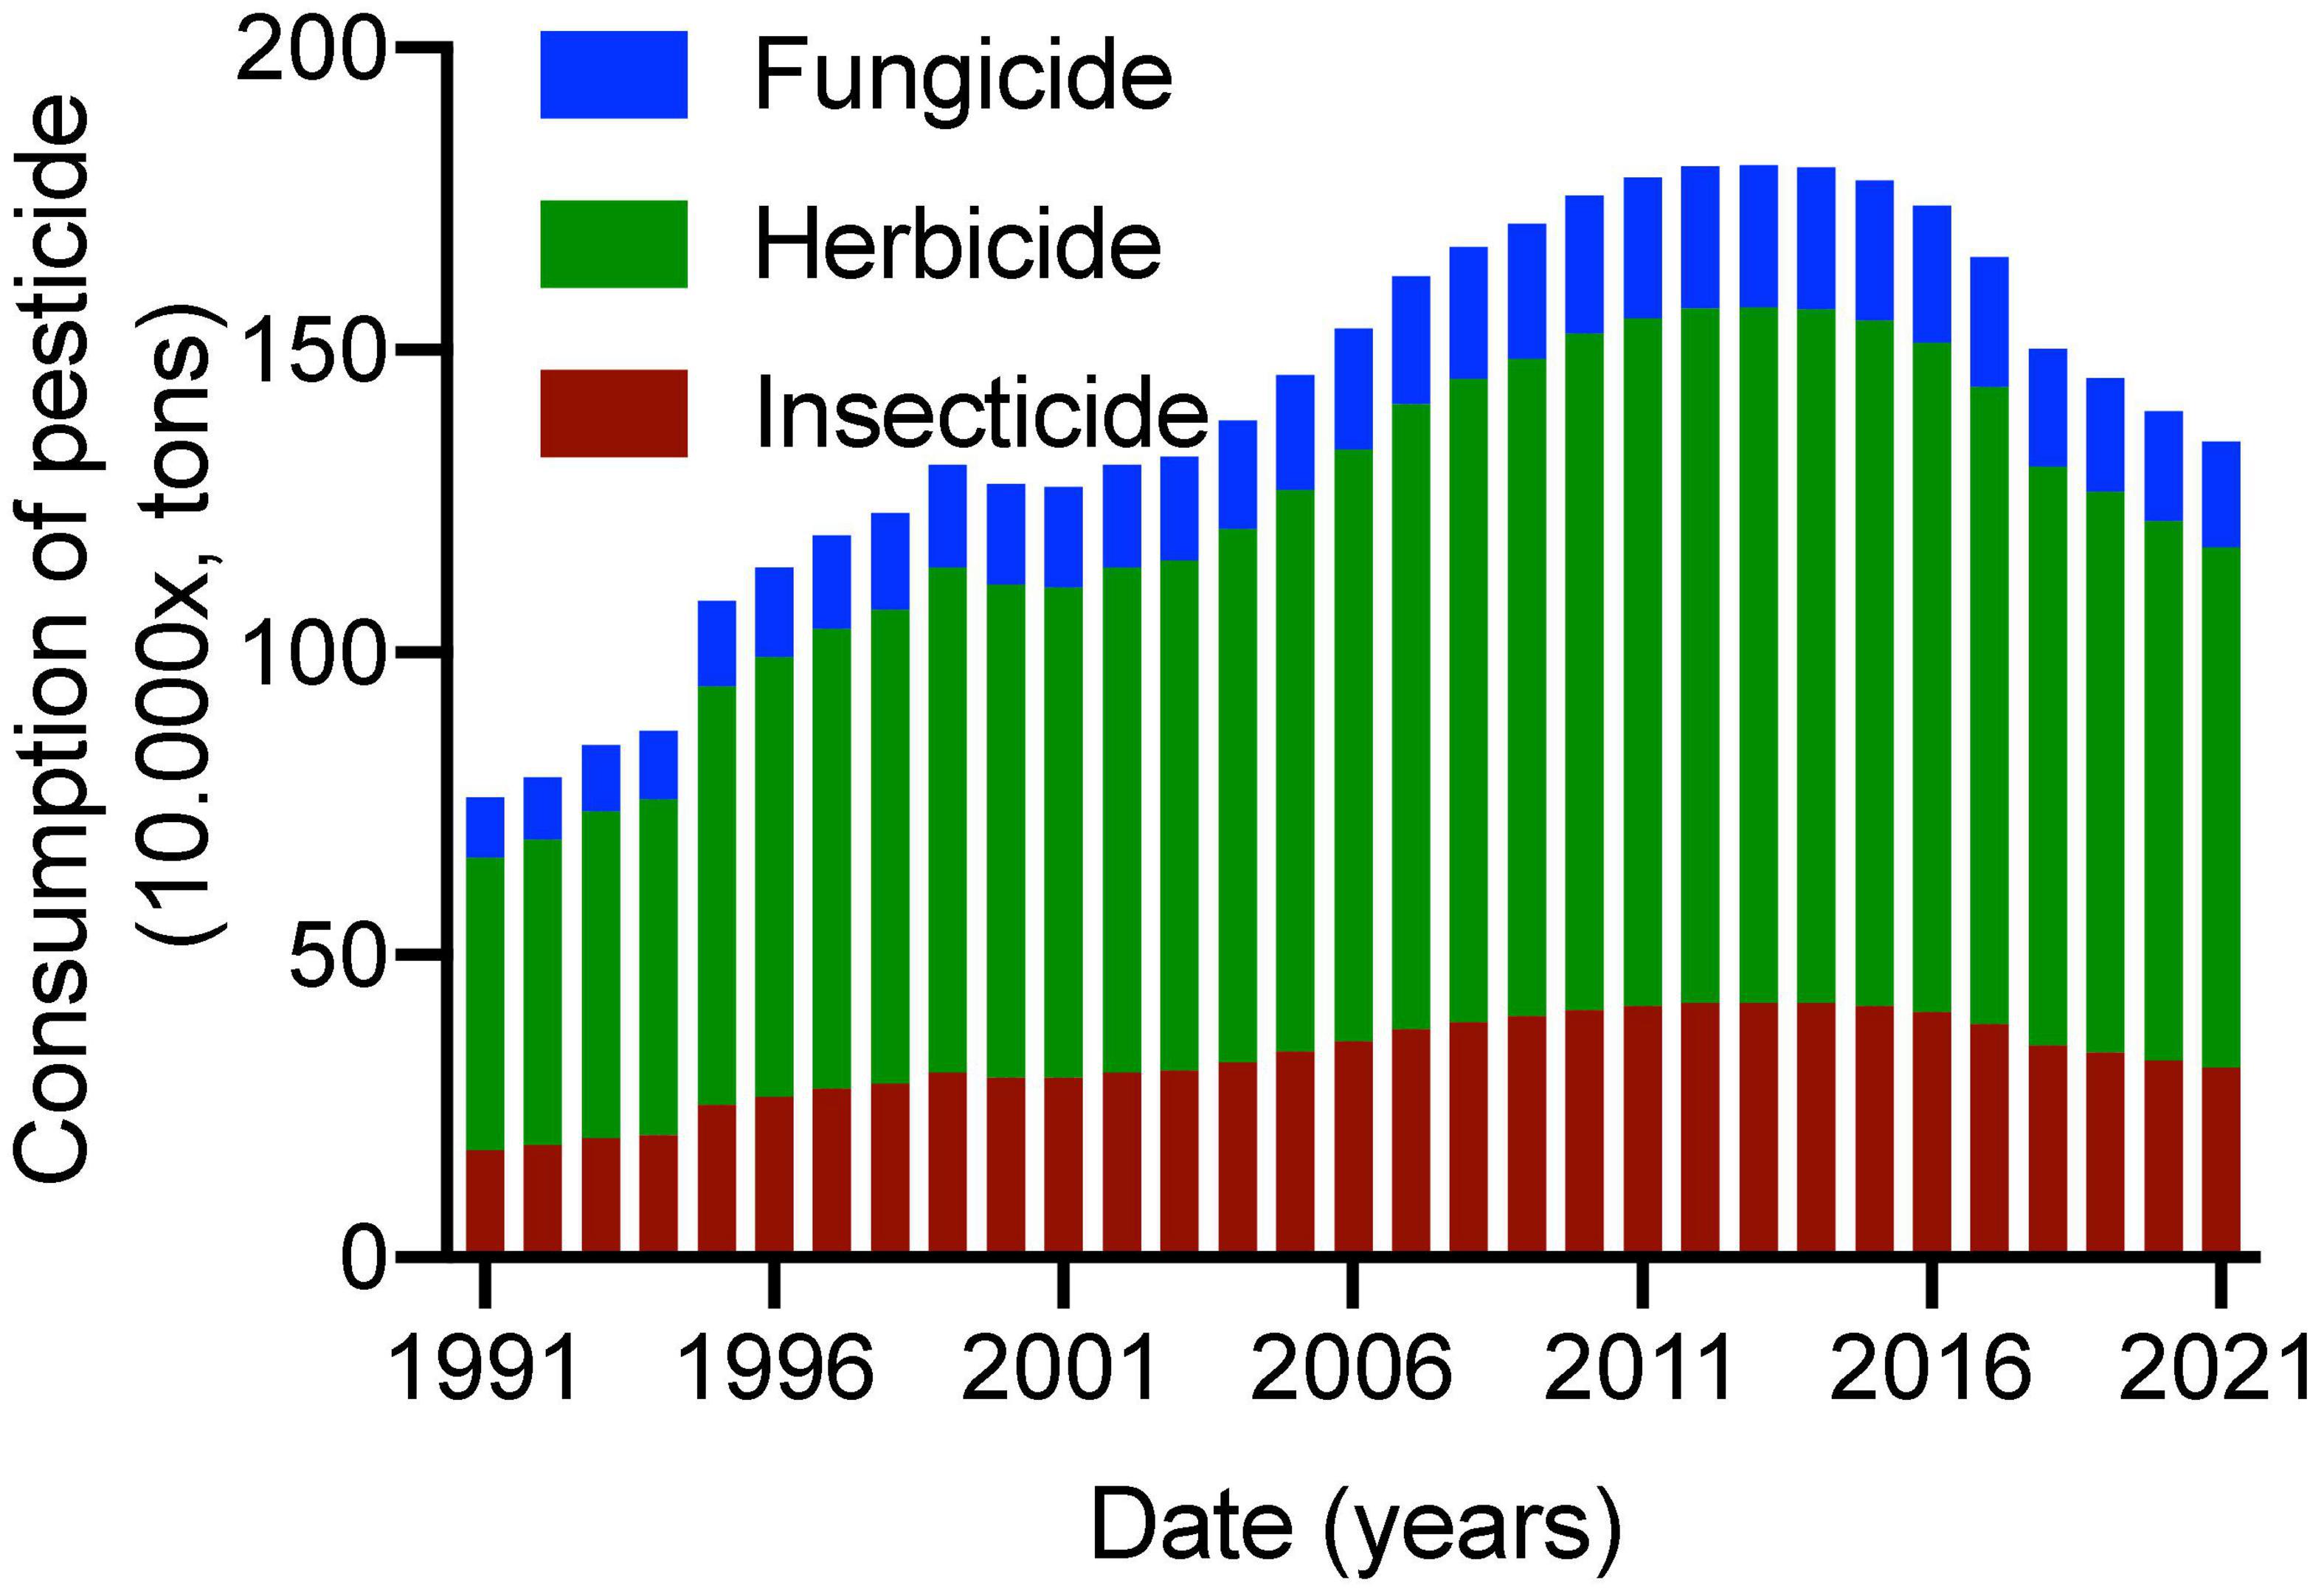 Consumption of pesticide
(10.000x, tons)
200
150
100
50
0
Fungicide
Herbicide
Insecticide
1991 1996 2001 2006 2011 2016 2021
Date (years)